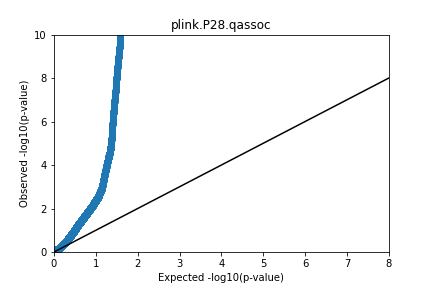 plink.P28.qassoc
Observed -log10(p-value)
10
8
6
4
2
0
0 1 2 3 4 5 6 7 8
Expected -log10(p-value)